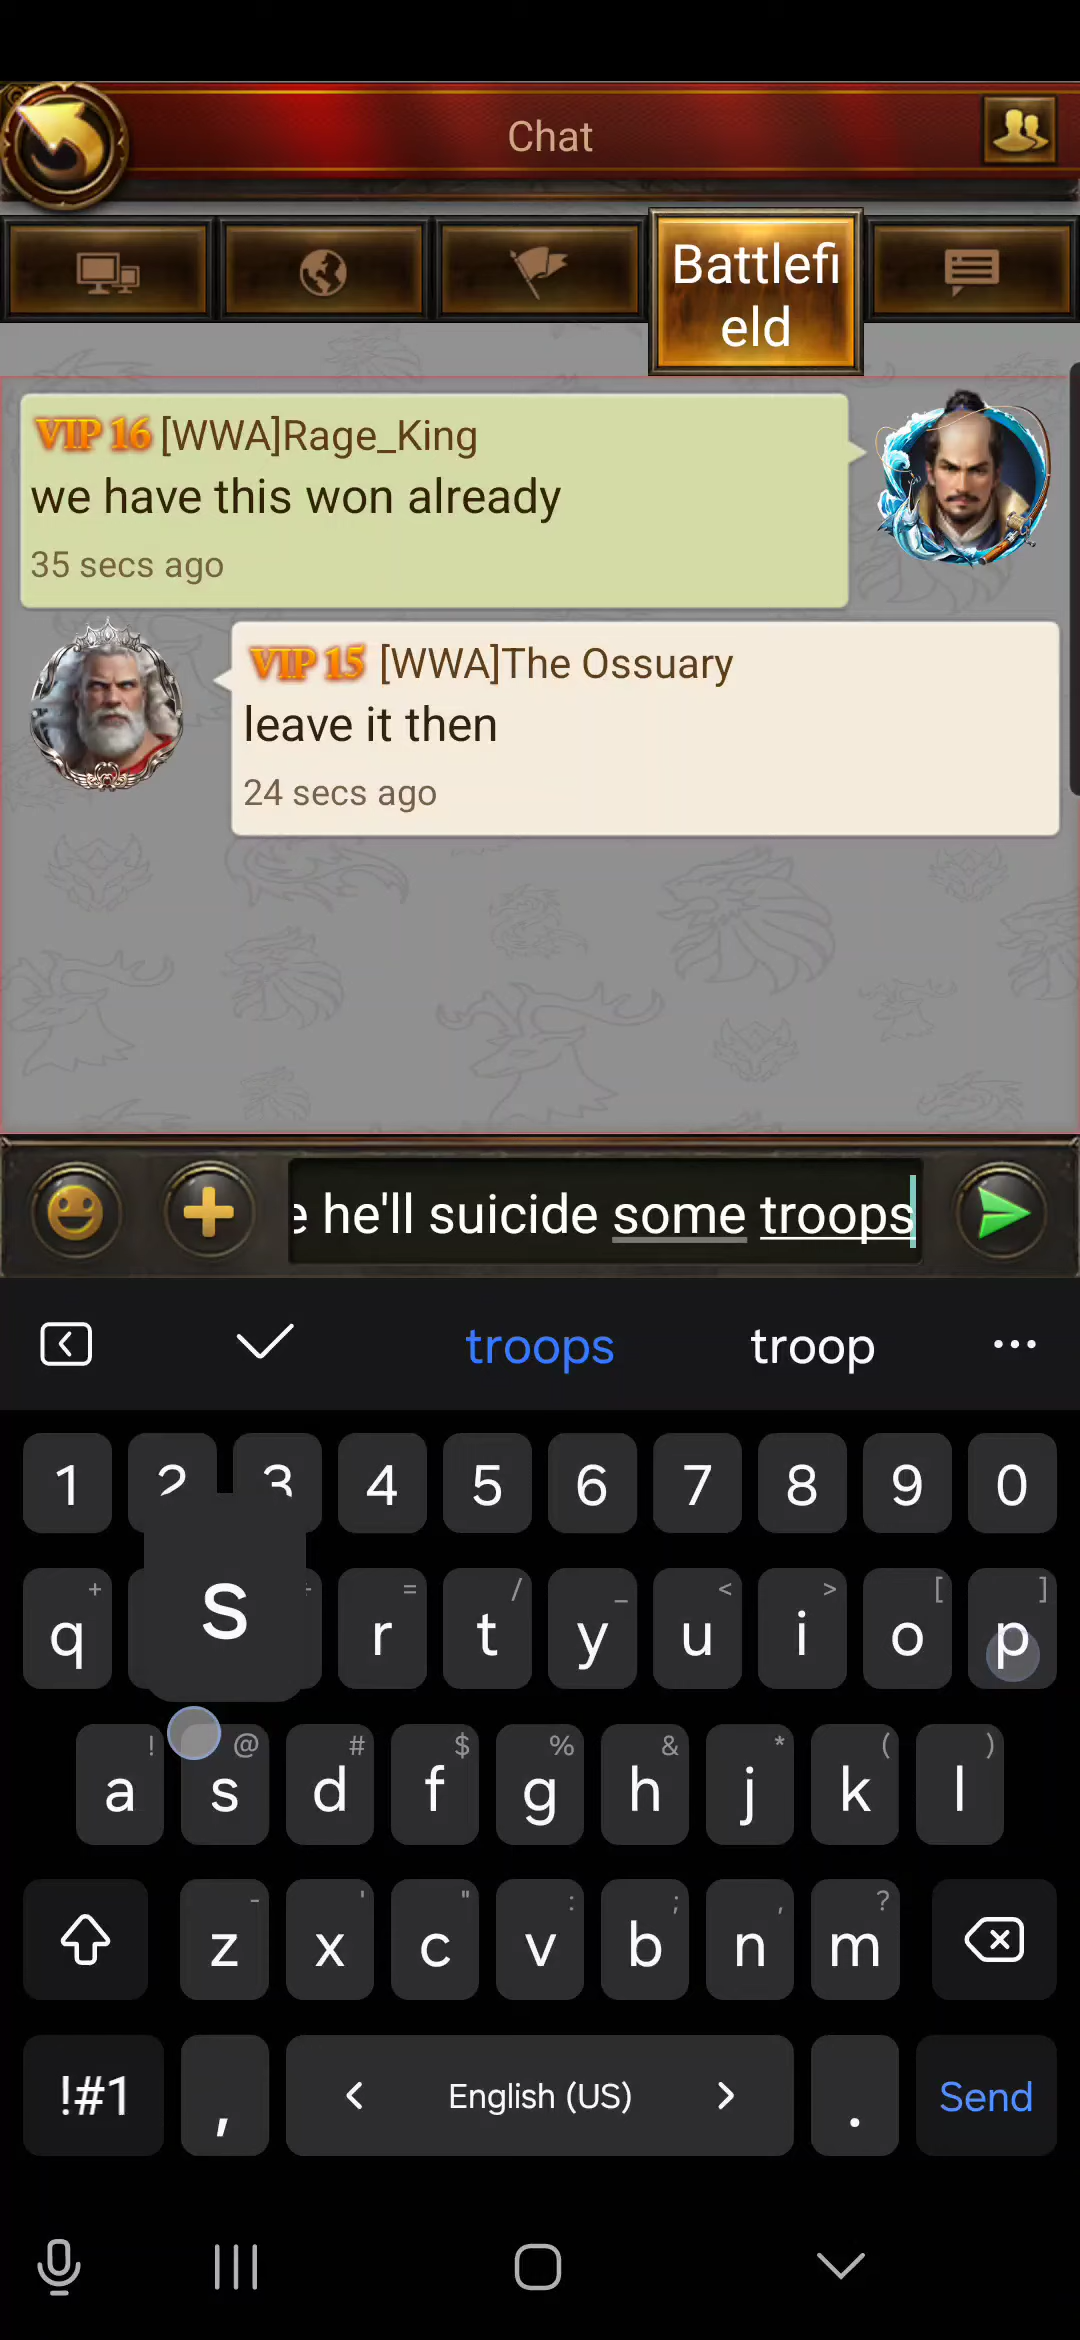 Chat
Battlefi
eld
VIP 16 [WWA]Rage_King
we have this won already
35 secs ago
VIP 15 [WWA]The Ossuary
leave it then
24 secs ago
e he'll suicide some troops
troops troop ...
1 2 3 4 5 6 7 8 9 0
+ = / _ < > [ ]
q s r t y u i o p
! @ # $ % & * ( )
a s d f g h j k l
- ' " : ; , ?
z x c v b n m
!#1 , < English (US) > . Send